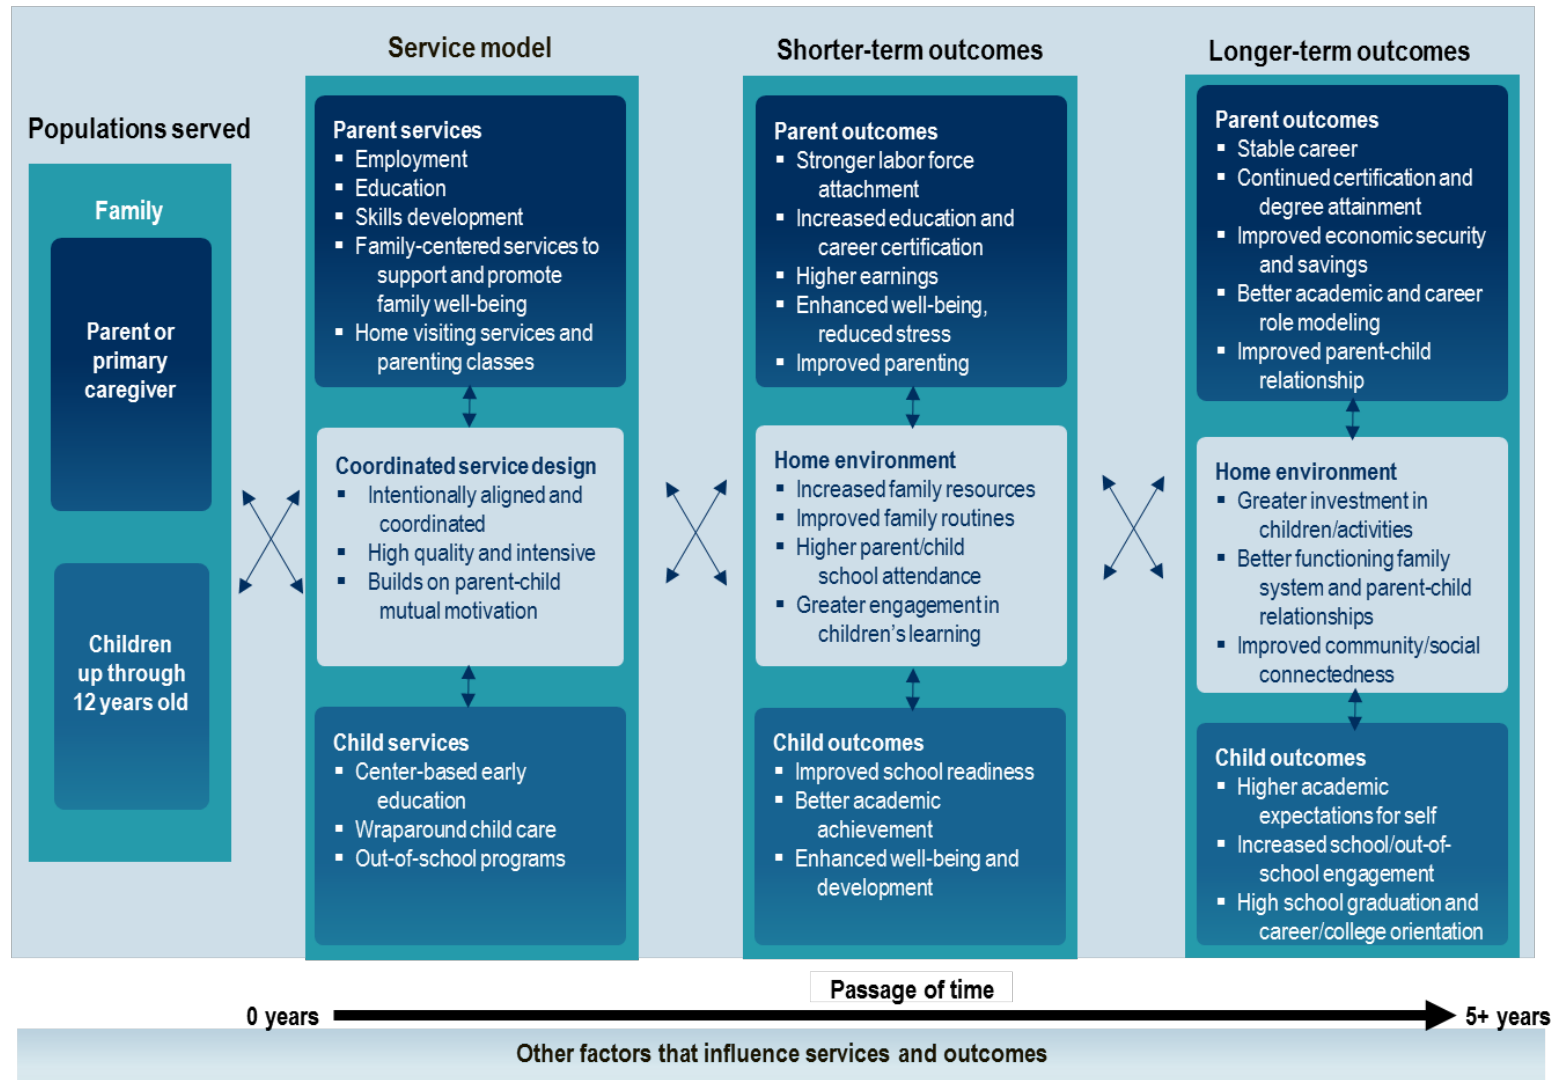 Populations served
Family
Parent or
primary
caregiver
Children
up through
12 years old
Service model
Parent services
▪ Employment
▪ Education
▪ Skills development
▪ Family-centered services to
support and promote
family well-being
▪ Home visiting services and
parenting classes
Coordinated service design
▪ Intentionally aligned and
coordinated
▪ High quality and intensive
▪ Builds on parent-child
mutual motivation
Child services
▪ Center-based early
education
▪ Wraparound child care
▪ Out-of-school programs
Shorter-term outcomes
Parent outcomes
▪ Stronger labor force
attachment
▪ Increased education and
career certification
▪ Higher earnings
▪ Enhanced well-being,
reduced stress
▪ Improved parenting
Home environment
▪ Increased family resources
▪ Improved family routines
▪ Higher parent/child
school attendance
▪ Greater engagement in
children’s learning
Child outcomes
▪ Improved school readiness
▪ Better academic
achievement
▪ Enhanced well-being and
development
Longer-term outcomes
Parent outcomes
▪ Stable career
▪ Continued certification and
degree attainment
▪ Improved economic security
and savings
▪ Better academic and career
role modeling
▪ Improved parent-child
relationship
Home environment
▪ Greater investment in
children/activities
▪ Better functioning family
system and parent-child
relationships
▪ Improved community/social
connectedness
Child outcomes
▪ Higher academic
expectations for self
▪ Increased school/out-of-
school engagement
▪ High school graduation and
career/college orientation
Passage of time
0 years
5+ years
Other factors that influence services and outcomes